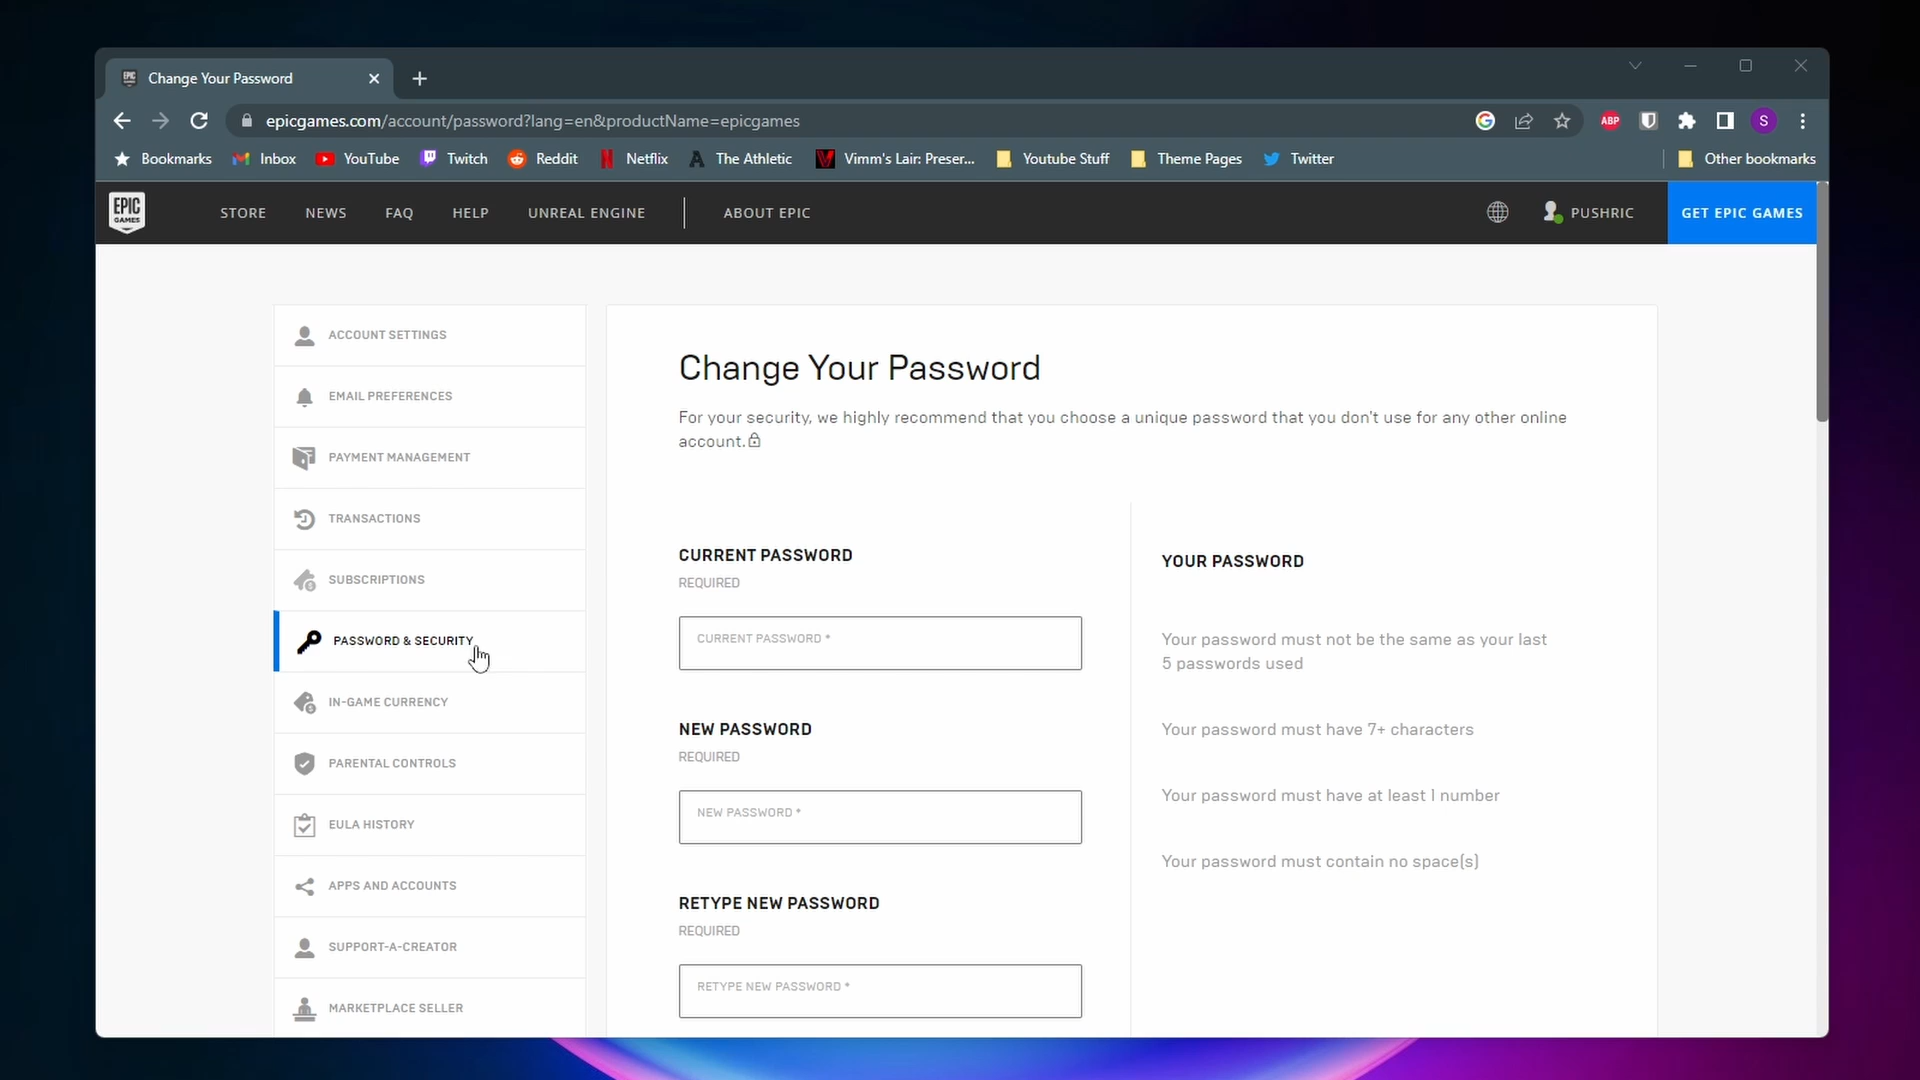 Change Your Password
epicgames.com/account/password?lang=en&productName=epicgames
ABP
S
Bookmarks Inbox YouTube Twitch Reddit Netflix The Athletic Vimm's Lair: Preser... Youtube Stuff Theme Pages Twitter Other bookmarks
EPIC
GAMES
STORE NEWS FAQ HELP UNREAL ENGINE ABOUT EPIC PUSHRIC GET EPIC GAMES
ACCOUNT SETTINGS
EMAIL PREFERENCES
PAYMENT MANAGEMENT
TRANSACTIONS
SUBSCRIPTIONS
PASSWORD & SECURITY
IN-GAME CURRENCY
PARENTAL CONTROLS
EULA HISTORY
APPS AND ACCOUNTS
SUPPORT-A-CREATOR
MARKETPLACE SELLER
Change Your Password
For your security, we highly recommend that you choose a unique password that you don't use for any other online
account.
CURRENT PASSWORD
REQUIRED
CURRENT PASSWORD *
NEW PASSWORD
REQUIRED
NEW PASSWORD *
RETYPE NEW PASSWORD
REQUIRED
RETYPE NEW PASSWORD *
YOUR PASSWORD
Your password must not be the same as your last
5 passwords used
Your password must have 7+ characters
Your password must have at least 1 number
Your password must contain no space(s)